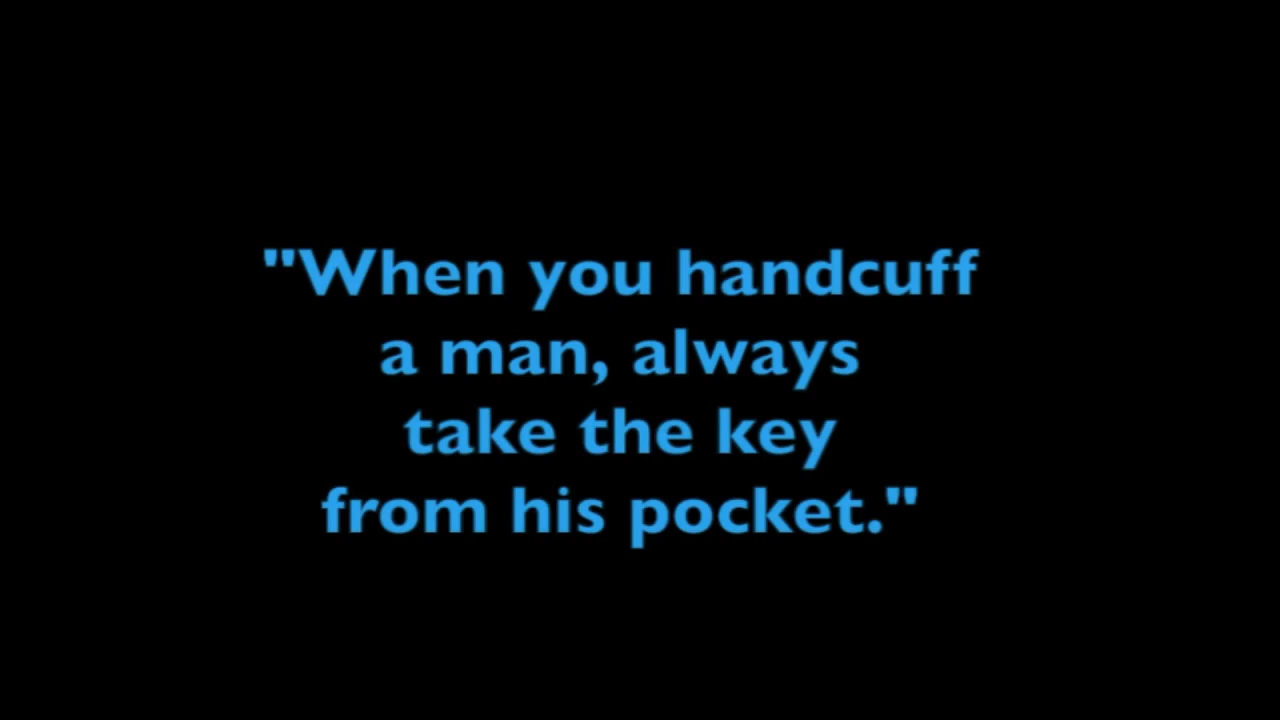 "When you handcuff
a man, always
take the key
from his pocket."